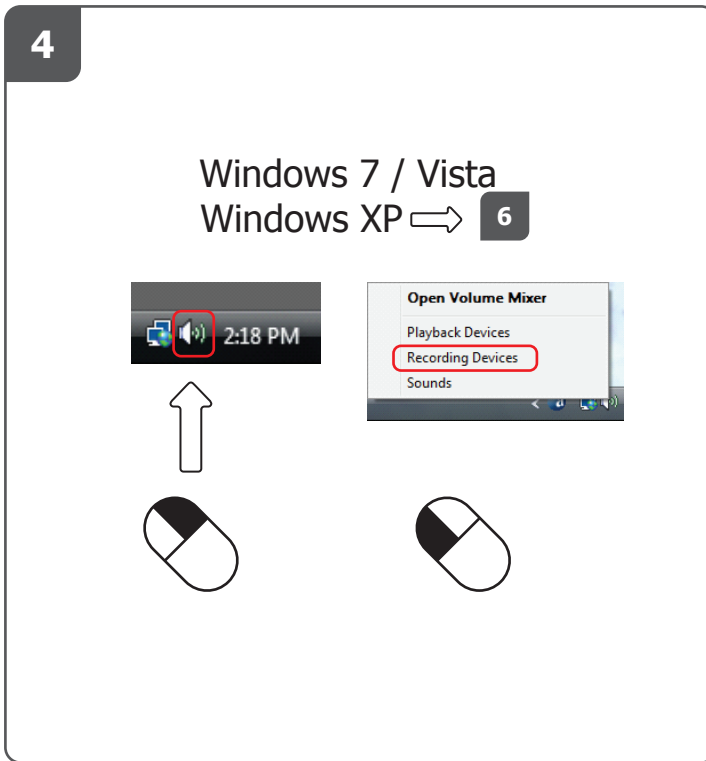 4
Windows 7 / Vista
Windows XP 6
2:18 PM
Open Volume Mixer
Playback Devices
Recording Devices
Sounds